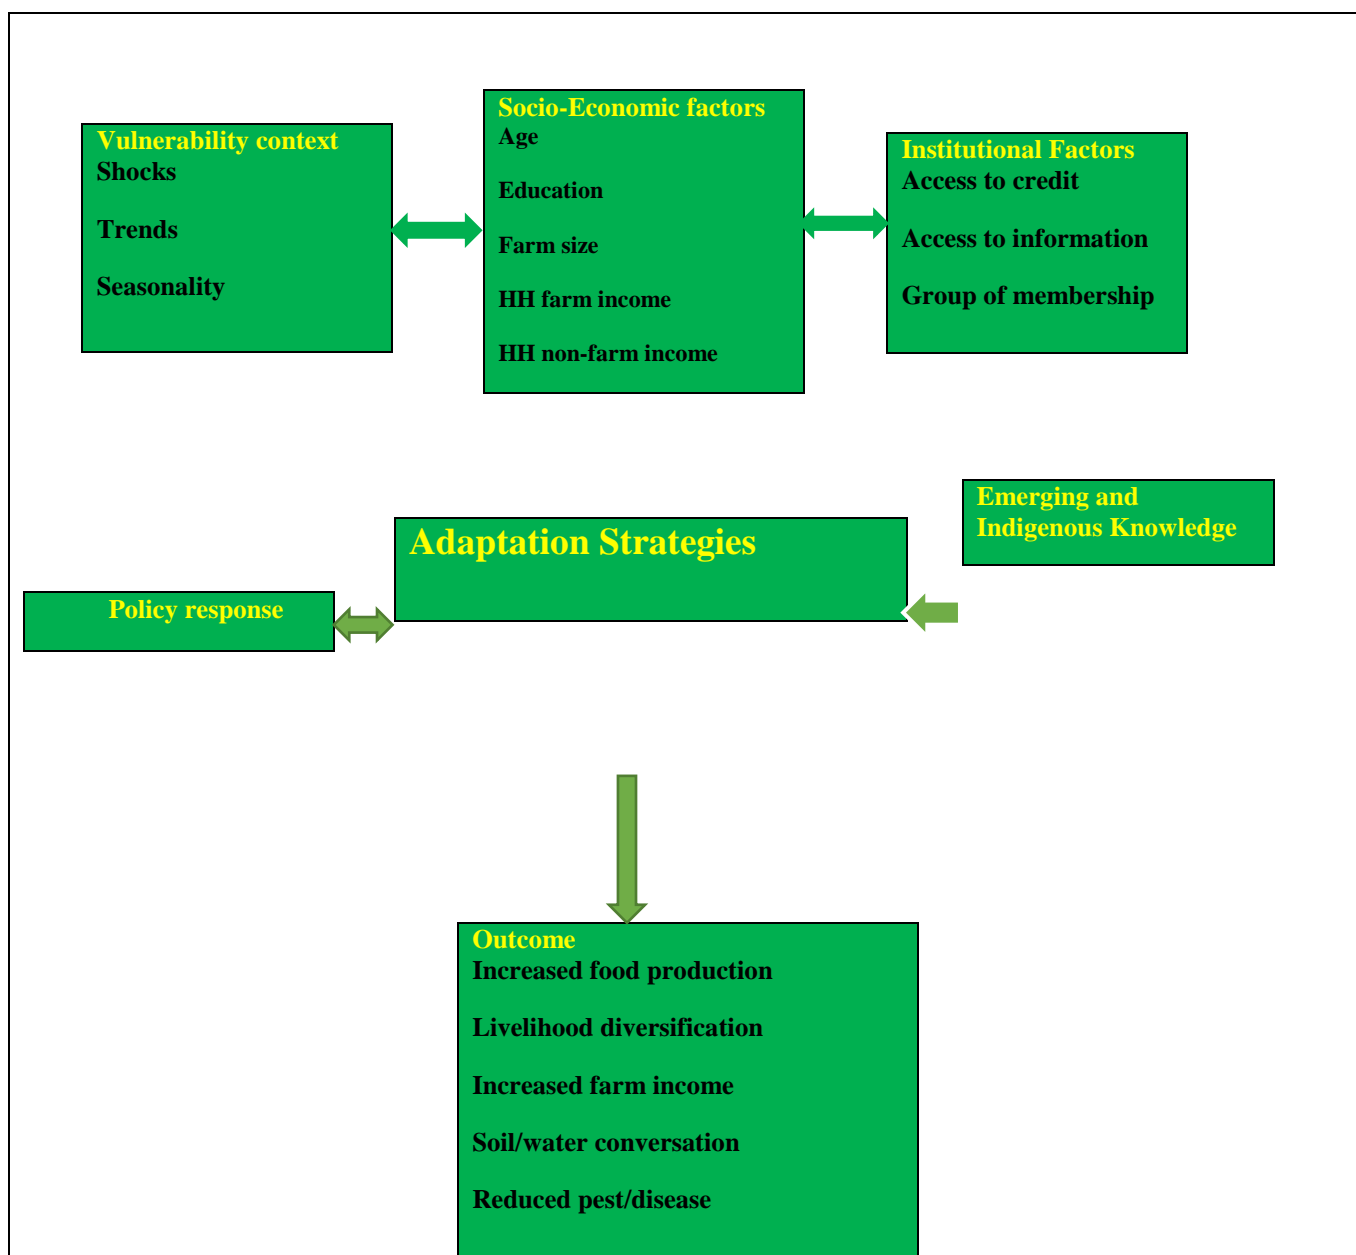 Vulnerability context
Shocks
Trends
Seasonality
Socio-Economic factors
Age
Education
Farm size
HH farm income
HH non-farm income
Institutional Factors
Access to credit
Access to information
Group of membership
Emerging and
Indigenous Knowledge
Adaptation Strategies
Policy response
Outcome
Increased food production
Livelihood diversification
Increased farm income
Soil/water conversation
Reduced pest/disease